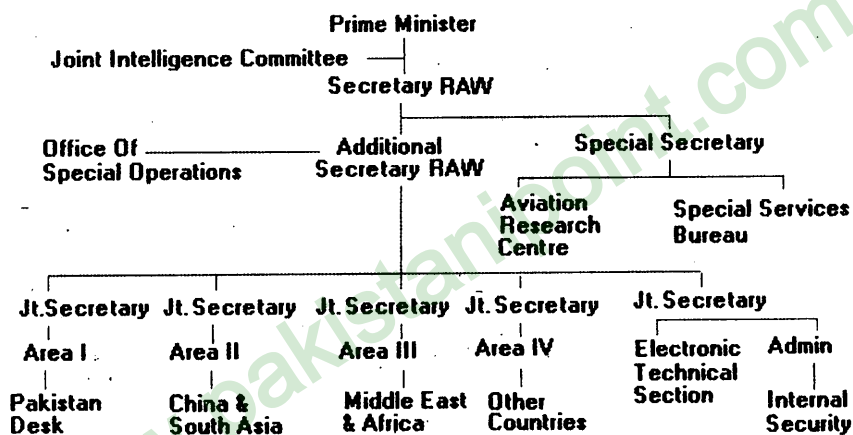 Prime Minister
Joint Intelligence Committee
Secretary RAW
Office Of
Special Operations
Additional
Secretary RAW
Special Secretary
Aviation
Research
Centre
Special Services
Bureau
Jt.Secretary Jt. Secretary Jt. Secretary Jt. Secretary Jt. Secretary
Area I Area II Area III Area IV
Electronic
Technical
Section
Admin
Pakistan
Desk
China &
South Asia
Middle East
& Africa
Other
Countries
Internal
Security
pakistanipoint.com